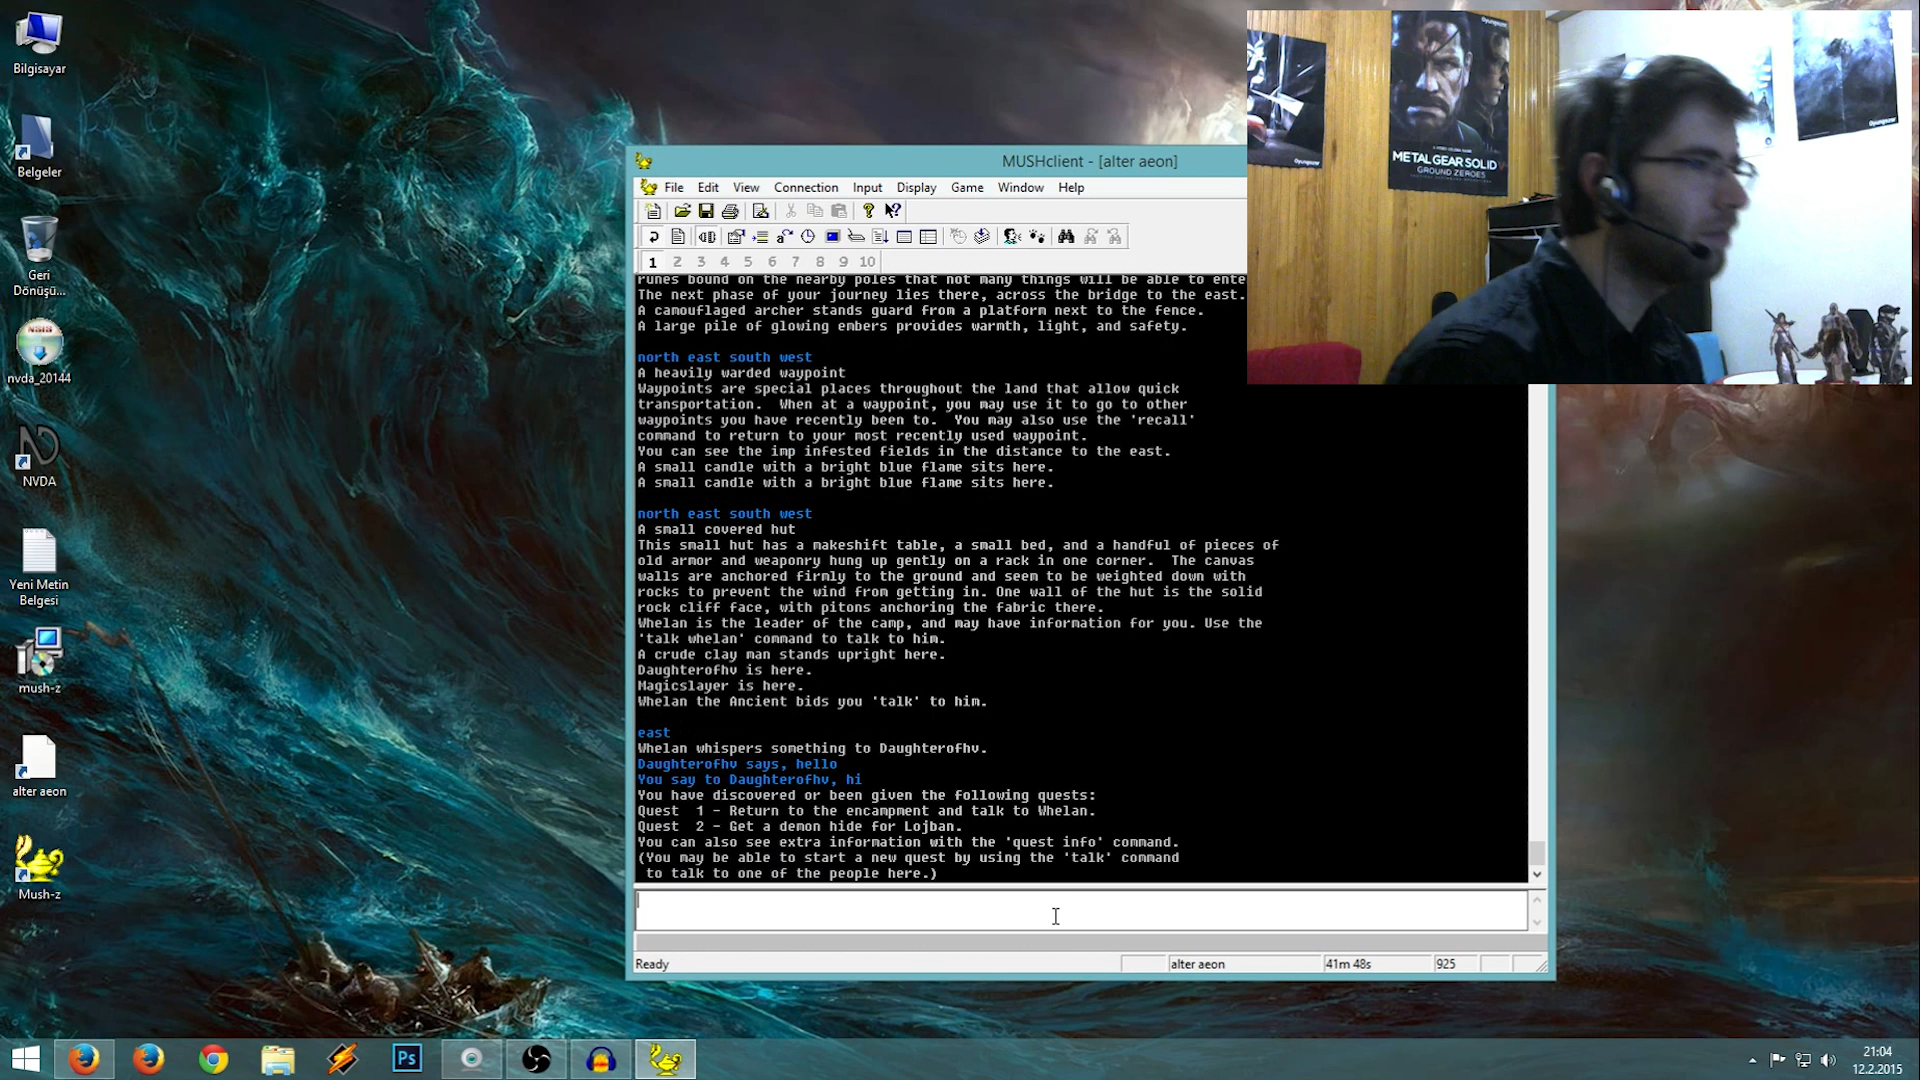 Bilgisayar
Belgeler
Geri
Dönüşü...
NSIS
nvda_20144
NVDA
Yeni Metin
Belgesi
mush-z
alter aeon
Mush-z
MUSHclient - [alter aeon]
File Edit View Connection Input Display Game Window Help
1 2 3 4 5 6 7 8 9 10
runes bound on the nearby poles that not many things will be able to ente
The next phase of your journey lies there, across the bridge to the east.
A camouflaged archer stands guard from a platform next to the fence.
A large pile of glowing embers provides warmth, light, and safety.
north east south west
A heavily warded waypoint
Waypoints are special places throughout the land that allow quick
transportation.  When at a waypoint, you may use it to go to other
waypoints you have recently been to.  You may also use the 'recall'
command to return to your most recently used waypoint.
You can see the imp infested fields in the distance to the east.
A small candle with a bright blue flame sits here.
A small candle with a bright blue flame sits here.
north east south west
A small covered hut
This small hut has a makeshift table, a small bed, and a handful of pieces of
old armor and weaponry hung up gently on a rack in one corner.  The canvas
walls are anchored firmly to the ground and seem to be weighted down with
rocks to prevent the wind from getting in. One wall of the hut is the solid
rock cliff face, with pitons anchoring the fabric there.
Whelan is the leader of the camp, and may have information for you. Use the
'talk whelan' command to talk to him.
A crude clay man stands upright here.
Daughterofhv is here.
Magicslayer is here.
Whelan the Ancient bids you 'talk' to him.
east
Whelan whispers something to Daughterofhv.
Daughterofhv says, hello
You say to Daughterofhv, hi
You have discovered or been given the following quests:
Quest  1 - Return to the encampment and talk to Whelan.
Quest  2 - Get a demon hide for Lojban.
You can also see extra information with the 'quest info' command.
(You may be able to start a new quest by using the 'talk' command
to talk to one of the people here.)
Ready
alter aeon
41m 48s
925
Oyungezer
METAL GEAR SOLID V
GROUND ZEROES
Oyungezer
Oyungezer
Ps
21:04
12.2.2015